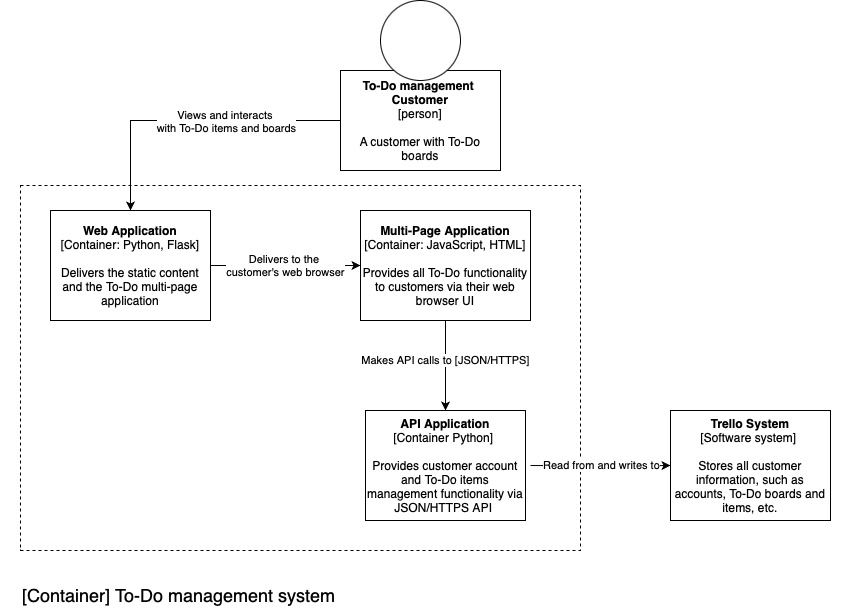 To-Do management
Customer
[person]
A customer with To-Do
boards
Views and interacts
with To-Do items and boards
Web Application
[Container: Python, Flask]
Delivers the static content
and the To-Do multi-page
application
Delivers to the
customer's web browser
Multi-Page Application
[Container: JavaScript, HTML]
Provides all To-Do functionality
to customers via their web
browser UI
Makes API calls to [JSON/HTTPS]
API Application
[Container Python]
Provides customer account
and To-Do items
management functionality via
JSON/HTTPS API
Read from and writes to
Trello System
[Software system]
Stores all customer
information, such as
accounts, To-Do boards and
items, etc.
[Container] To-Do management system